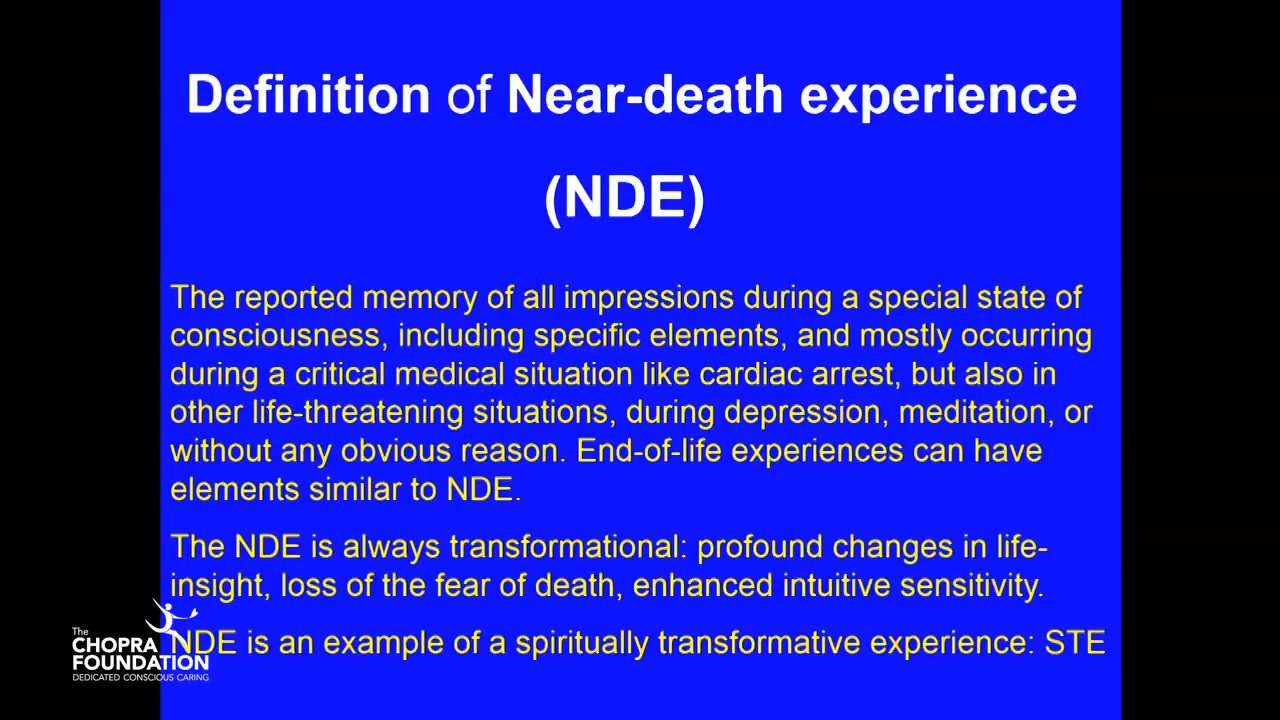 Definition of Near-death experience
(NDE)
The reported memory of all impressions during a special state of
consciousness, including specific elements, and mostly occurring
during a critical medical situation like cardiac arrest, but also in
other life-threatening situations, during depression, meditation, or
without any obvious reason. End-of-life experiences can have
elements similar to NDE.
The NDE is always transformational: profound changes in life-
insight, loss of the fear of death, enhanced intuitive sensitivity.
NDE is an example of a spiritually transformative experience: STE
The
CHOPRA
FOUNDATION
DEDICATED CONSCIOUS CARING